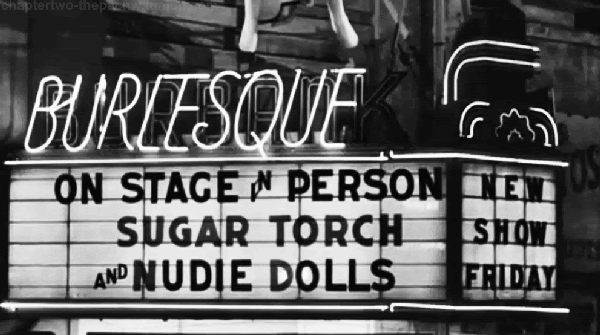 BURLESQUE
ON STAGE IN PERSON
SUGAR TORCH
AND NUDIE DOLLS
NEW
SHOW
FRIDAY